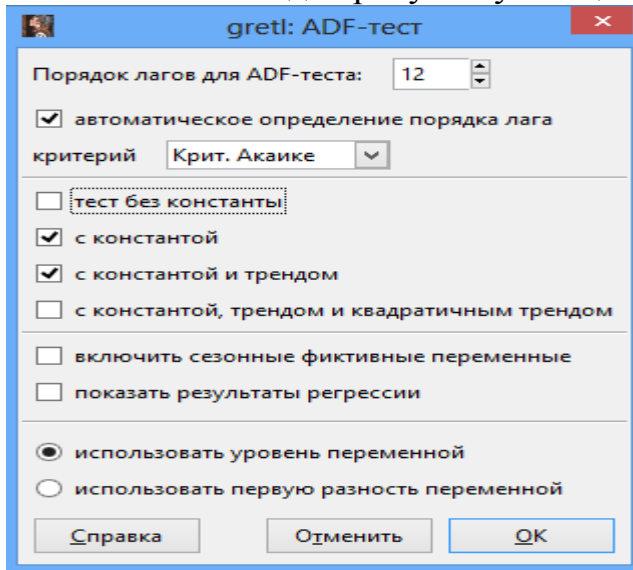 gretl: ADF-тест
Порядок лагов для ADF-теста: 12
автоматическое определение порядка лага
критерий Крит. Акаике
тест без константы
с константой
с константой и трендом
с константой, трендом и квадратичным трендом
включить сезонные фиктивные переменные
показать результаты регрессии
использовать уровень переменной
использовать первую разность переменной
Справка Отменить OK